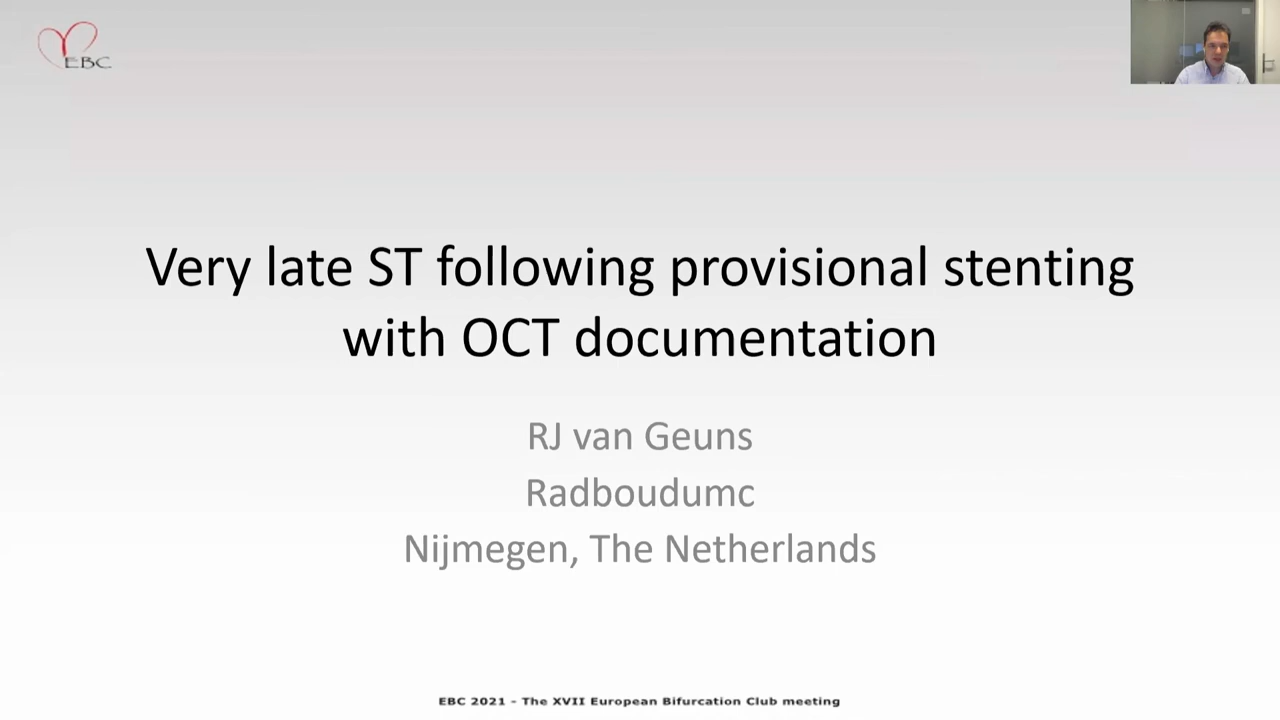 EBC
Very late ST following provisional stenting
with OCT documentation
RJ van Geuns
Radboudumc
Nijmegen, The Netherlands
EBC 2021 - The XVII European Bifurcation Club meeting